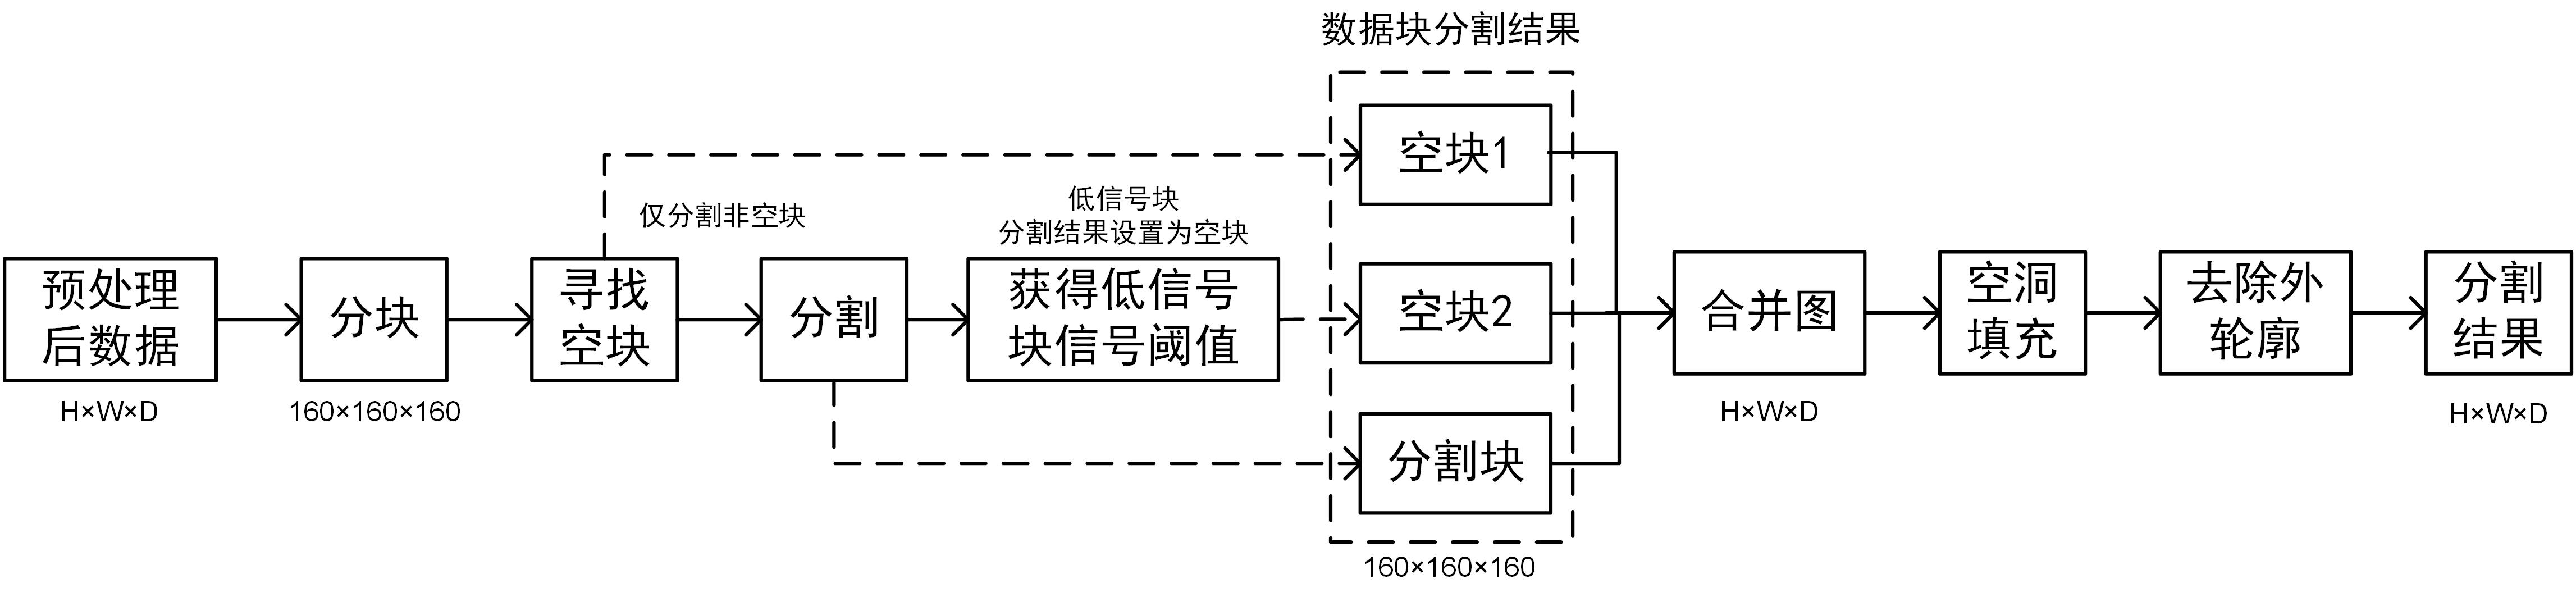 数据块分割结果
空块1
仅分割非空块
低信号块
分割结果设置为空块
预处理
后数据
H×W×D
分块
160×160×160
寻找
空块
分割
获得低信号
块信号阈值
空块2
分割块
160×160×160
合并图
H×W×D
空洞
填充
去除外
轮廓
分割
结果
H×W×D